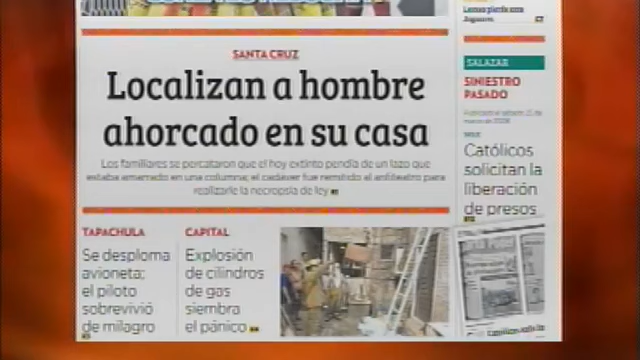 SANTA CRUZ
Localizan a hombre
ahorcado en su casa
Los familiares se percataron que el hoy extinto pendía de un lazo que
estaba amarrado en una columna; el cadáver fue remitido al anfiteatro para
realizarle la necropsia de ley
TAPACHULA
Se desploma
avioneta;
el piloto
sobrevivió
de milagro
CAPITAL
Explosión
de cilindros
de gas
siembra
el pánico
SALAZAR
SINIESTRO
PASADO
Católicos
solicitan la
liberación
de presos